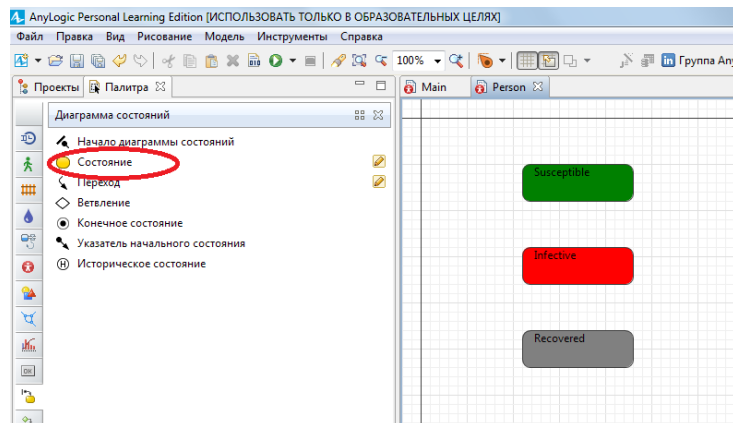 AnyLogic Personal Learning Edition [ИСПОЛЬЗОВАТЬ ТОЛЬКО В ОБРАЗОВАТЕЛЬНЫХ ЦЕЛЯХ]
Файл Правка Вид Рисование Модель Инструменты Справка
100% in Группа Any
Проекты Палитра Main Person
Диаграмма состояний
Начало диаграммы состояний
Состояние
Переход
Ветвление
Конечное состояние
Указатель начального состояния
H Историческое состояние
OK
Susceptible
Infective
Recovered